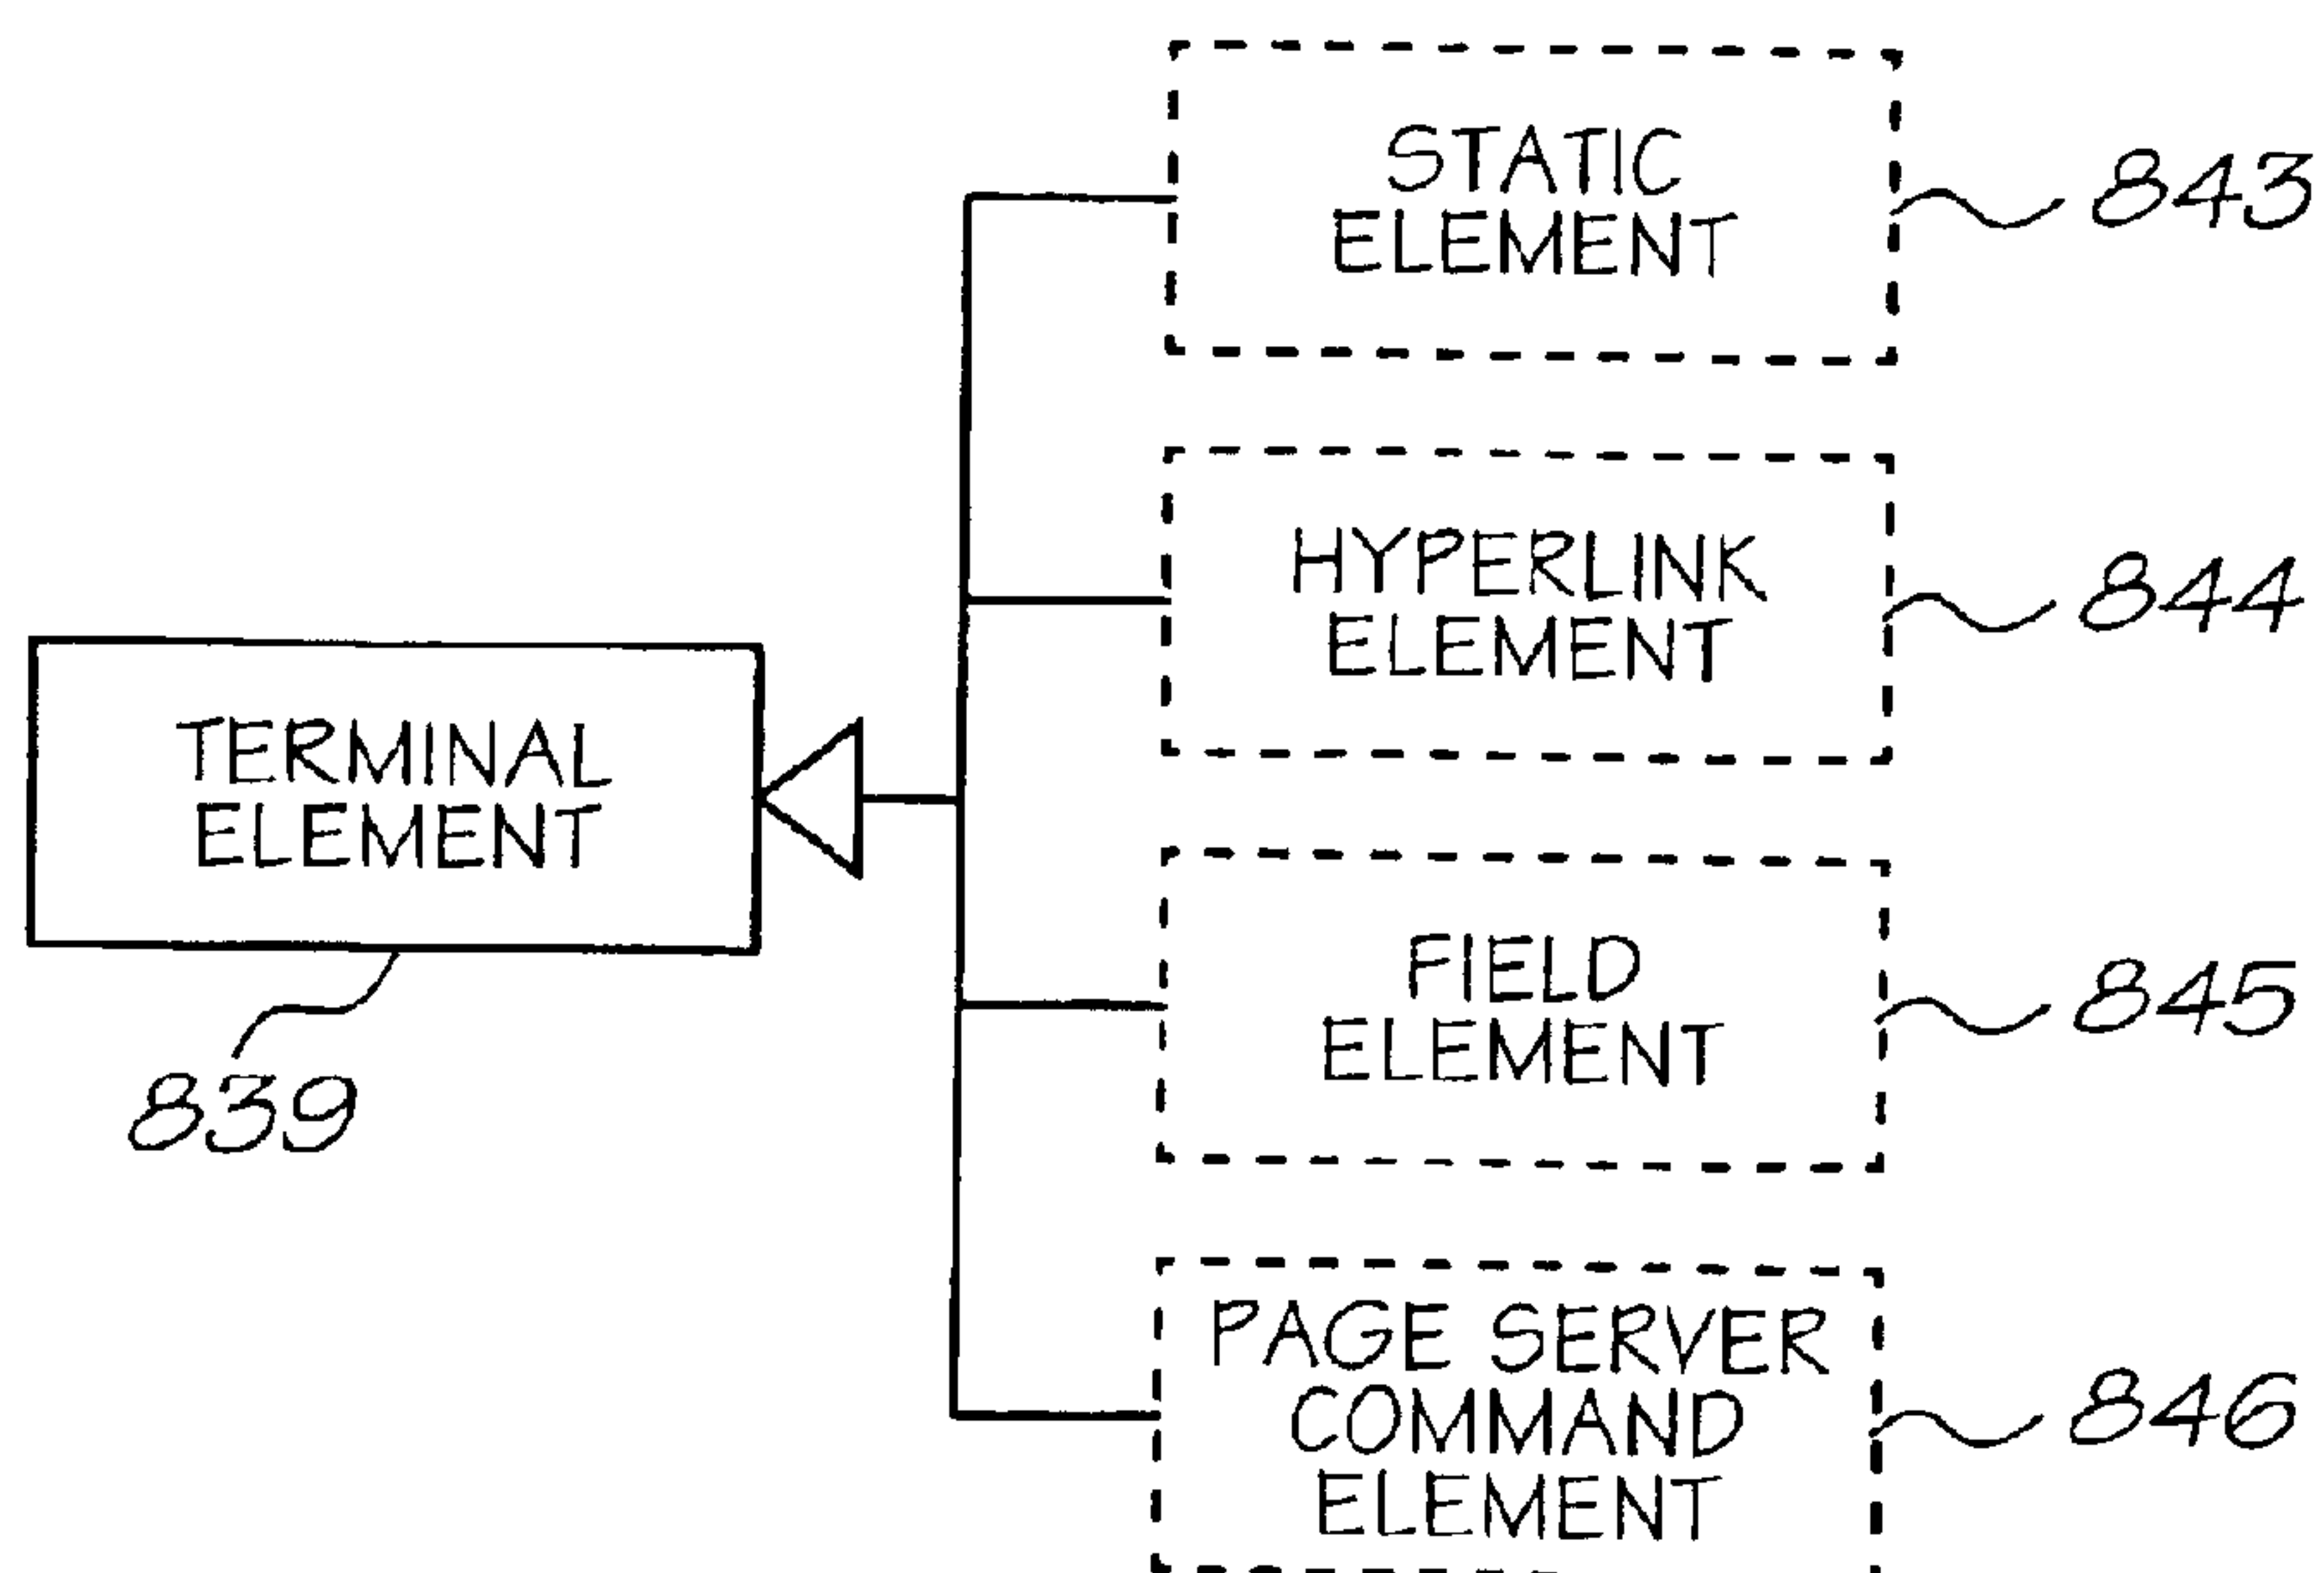 STATIC
ELEMENT
843
HYPERLINK
ELEMENT
844
TERMINAL
ELEMENT
839
FIELD
ELEMENT
845
PAGE SERVER
COMMAND
ELEMENT
846